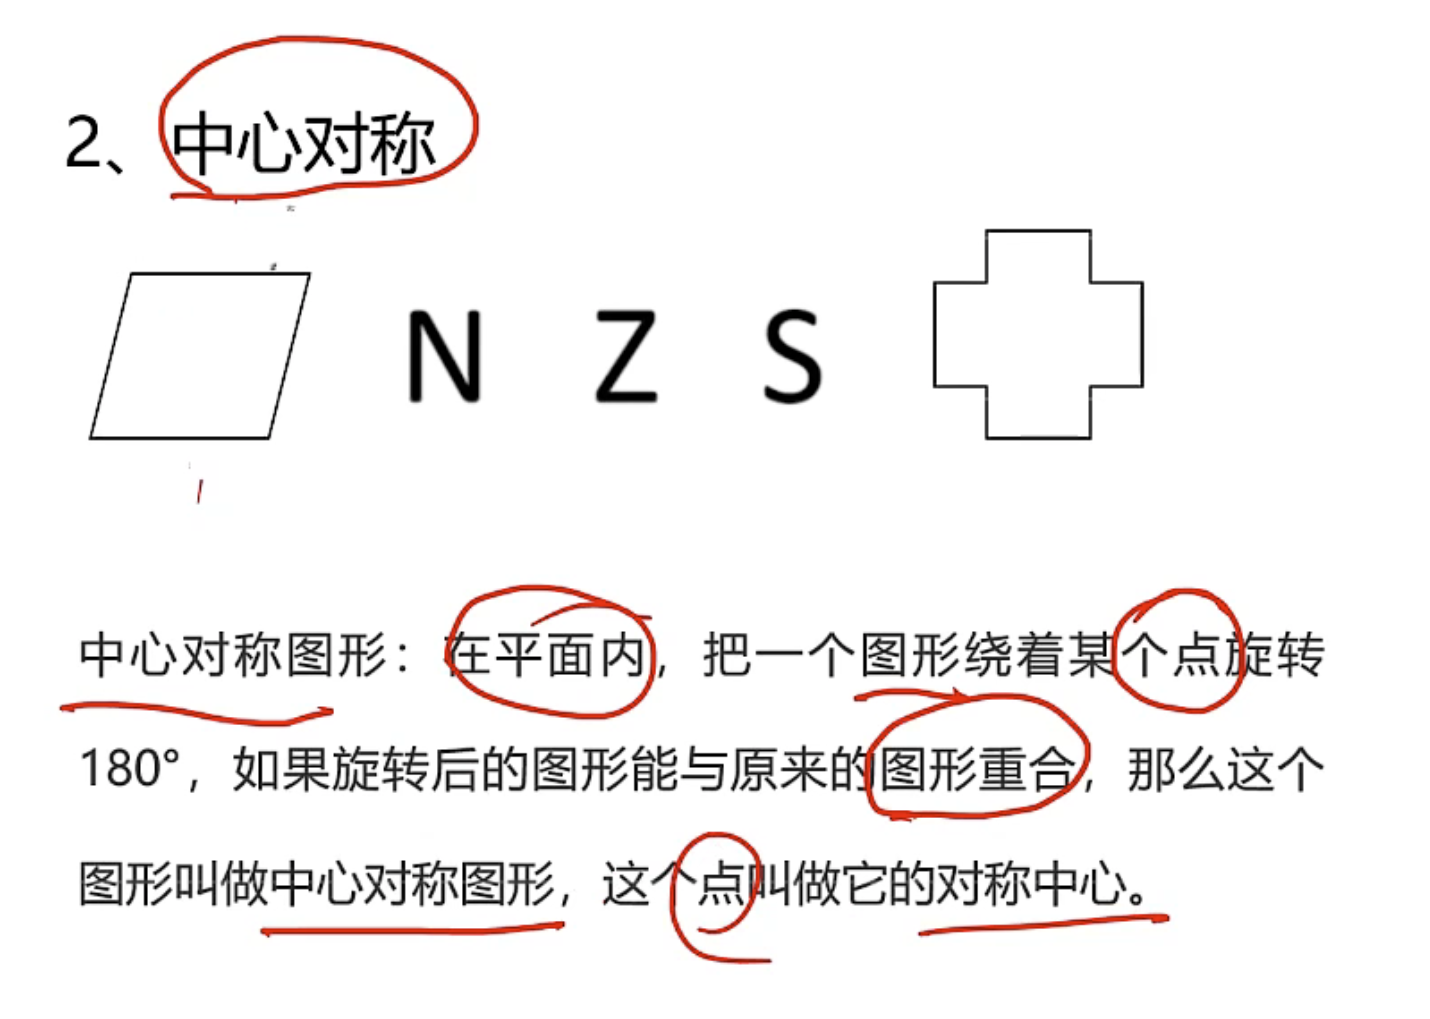 2、中心对称
N Z S
中心对称图形：在平面内，把一个图形绕着某个点旋转
180°，如果旋转后的图形能与原来的图形重合，那么这个
图形叫做中心对称图形，这个点叫做它的对称中心。